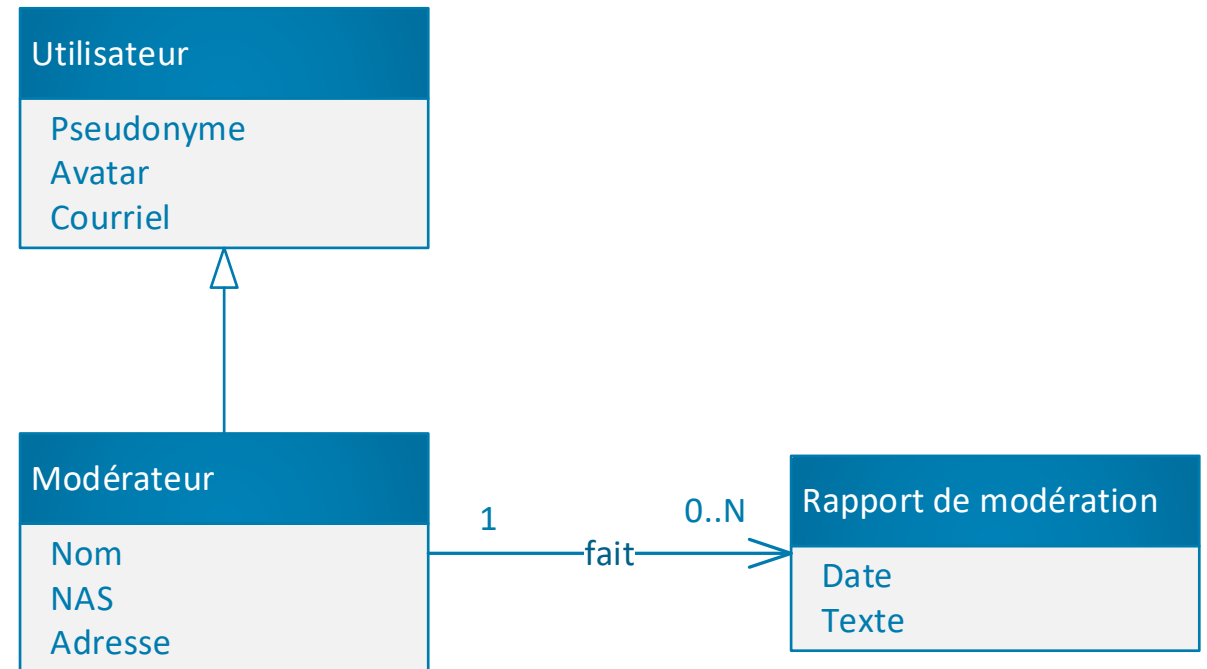 Utilisateur
Pseudonyme
Avatar
Courriel
Modérateur
Nom
NAS
Adresse
1
fait
0..N
Rapport de modération
Date
Texte